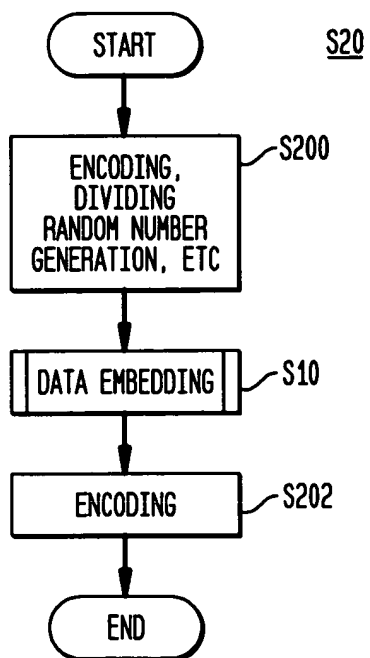 START
S20
ENCODING,
DIVIDING
RANDOM NUMBER
GENERATION, ETC
S200
DATA EMBEDDING
S10
ENCODING
S202
END